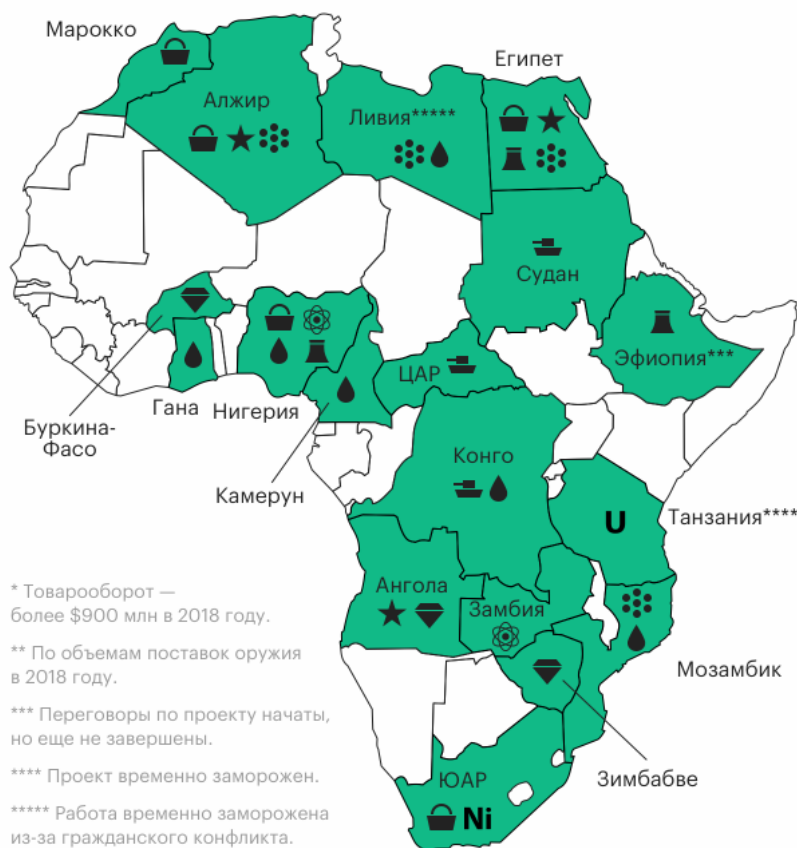 Марокко
Египет
Алжир
Ливия*****
Судан
Эфиопия***
ЦАР
Гана
Нигерия
Буркина-
Фасо
Конго
Камерун
U
Танзания****
Ангола
Замбия
Мозамбик
Зимбабве
ЮАР
Ni
* Товарооборот —
более $900 млн в 2018 году.
** По объемам поставок оружия
в 2018 году.
*** Переговоры по проекту начаты,
но еще не завершены.
**** Проект временно заморожен.
***** Работа временно заморожена
из-за гражданского конфликта.